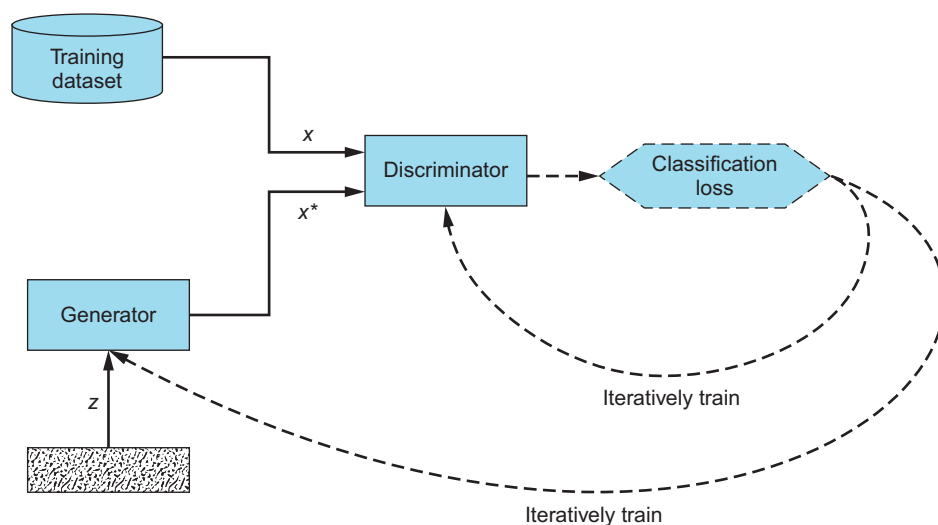 Training
dataset
x
Discriminator
Classification
loss
x*
Generator
Iteratively train
z
Iteratively train